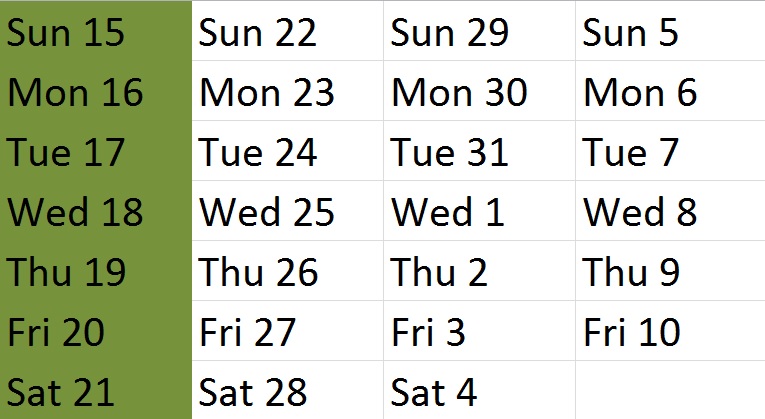 Sun 15 Sun 22 Sun 29 Sun 5
Mon 16 Mon 23 Mon 30 Mon 6
Tue 17 Tue 24 Tue 31 Tue 7
Wed 18 Wed 25 Wed 1 Wed 8
Thu 19 Thu 26 Thu 2 Thu 9
Fri 20 Fri 27 Fri 3 Fri 10
Sat 21 Sat 28 Sat 4